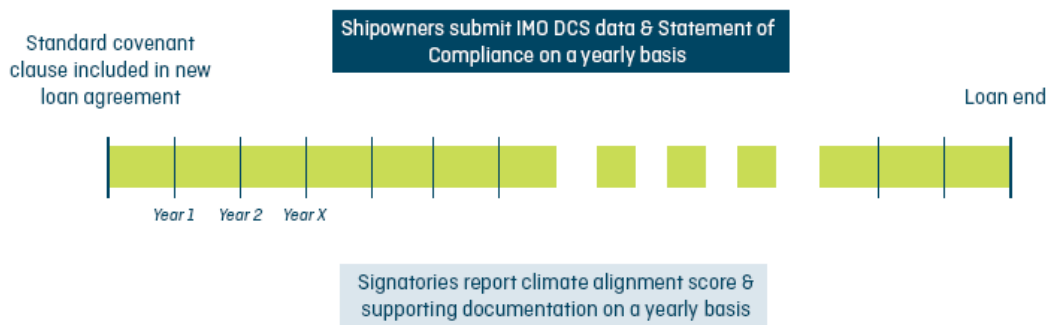 Shipowners submit IMO DCS data & Statement of
Compliance on a yearly basis
Standard covenant
clause included in new
loan agreement
Loan end
Year 1
Year 2
Year X
Signatories report climate alignment score &
supporting documentation on a yearly basis